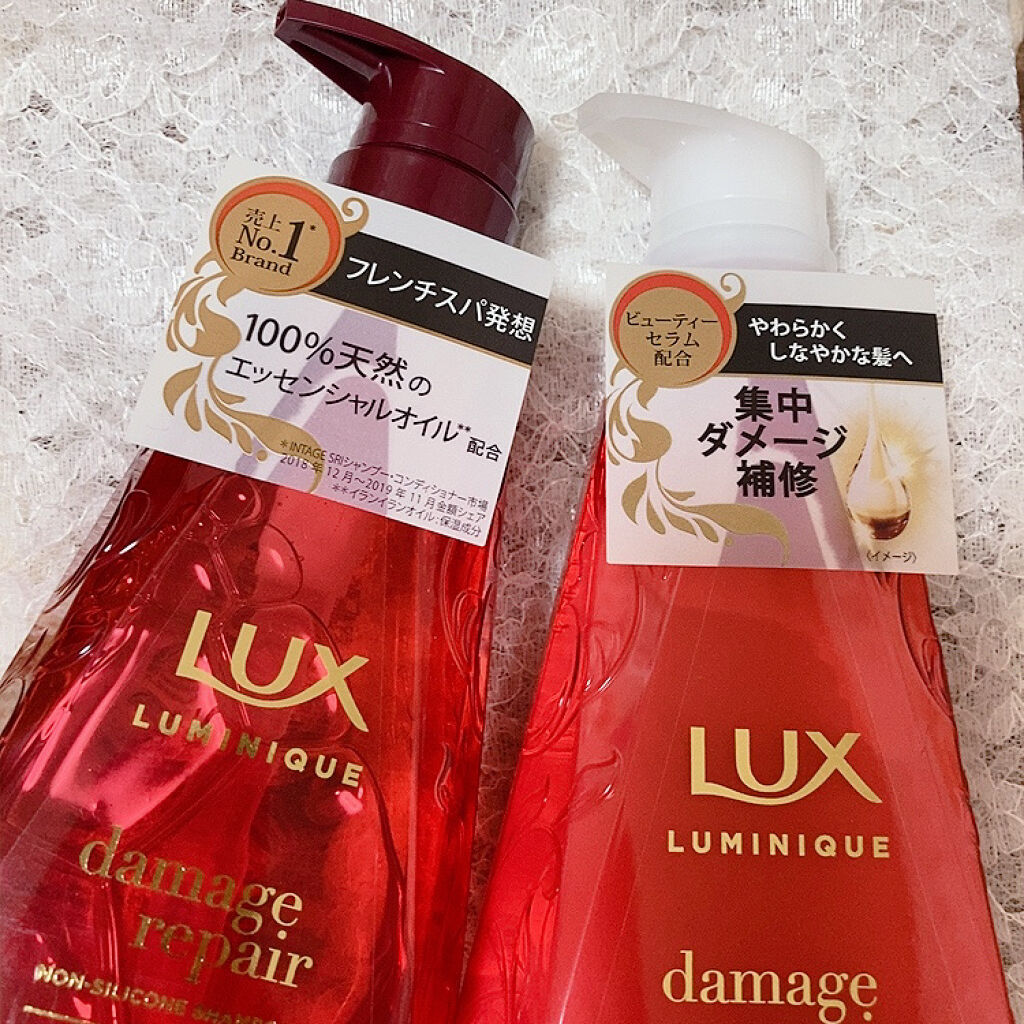 売上
No.1*
Brand
フレンチスパ発想
100%天然の
エッセンシャルオイル**配合
*INTAGE SRIシャンプー・コンディショナー市場
2018年12月~2019年11月金額シェア
**イランイランオイル:保湿成分
LUX
LUMINIQUE
damage
repair
NON-SILICONE
ビューティー
セラム
配合
やわらかく
しなやかな髪へ
集中
ダメージ
補修
(イメージ)
LUX
LUMINIQUE
damage